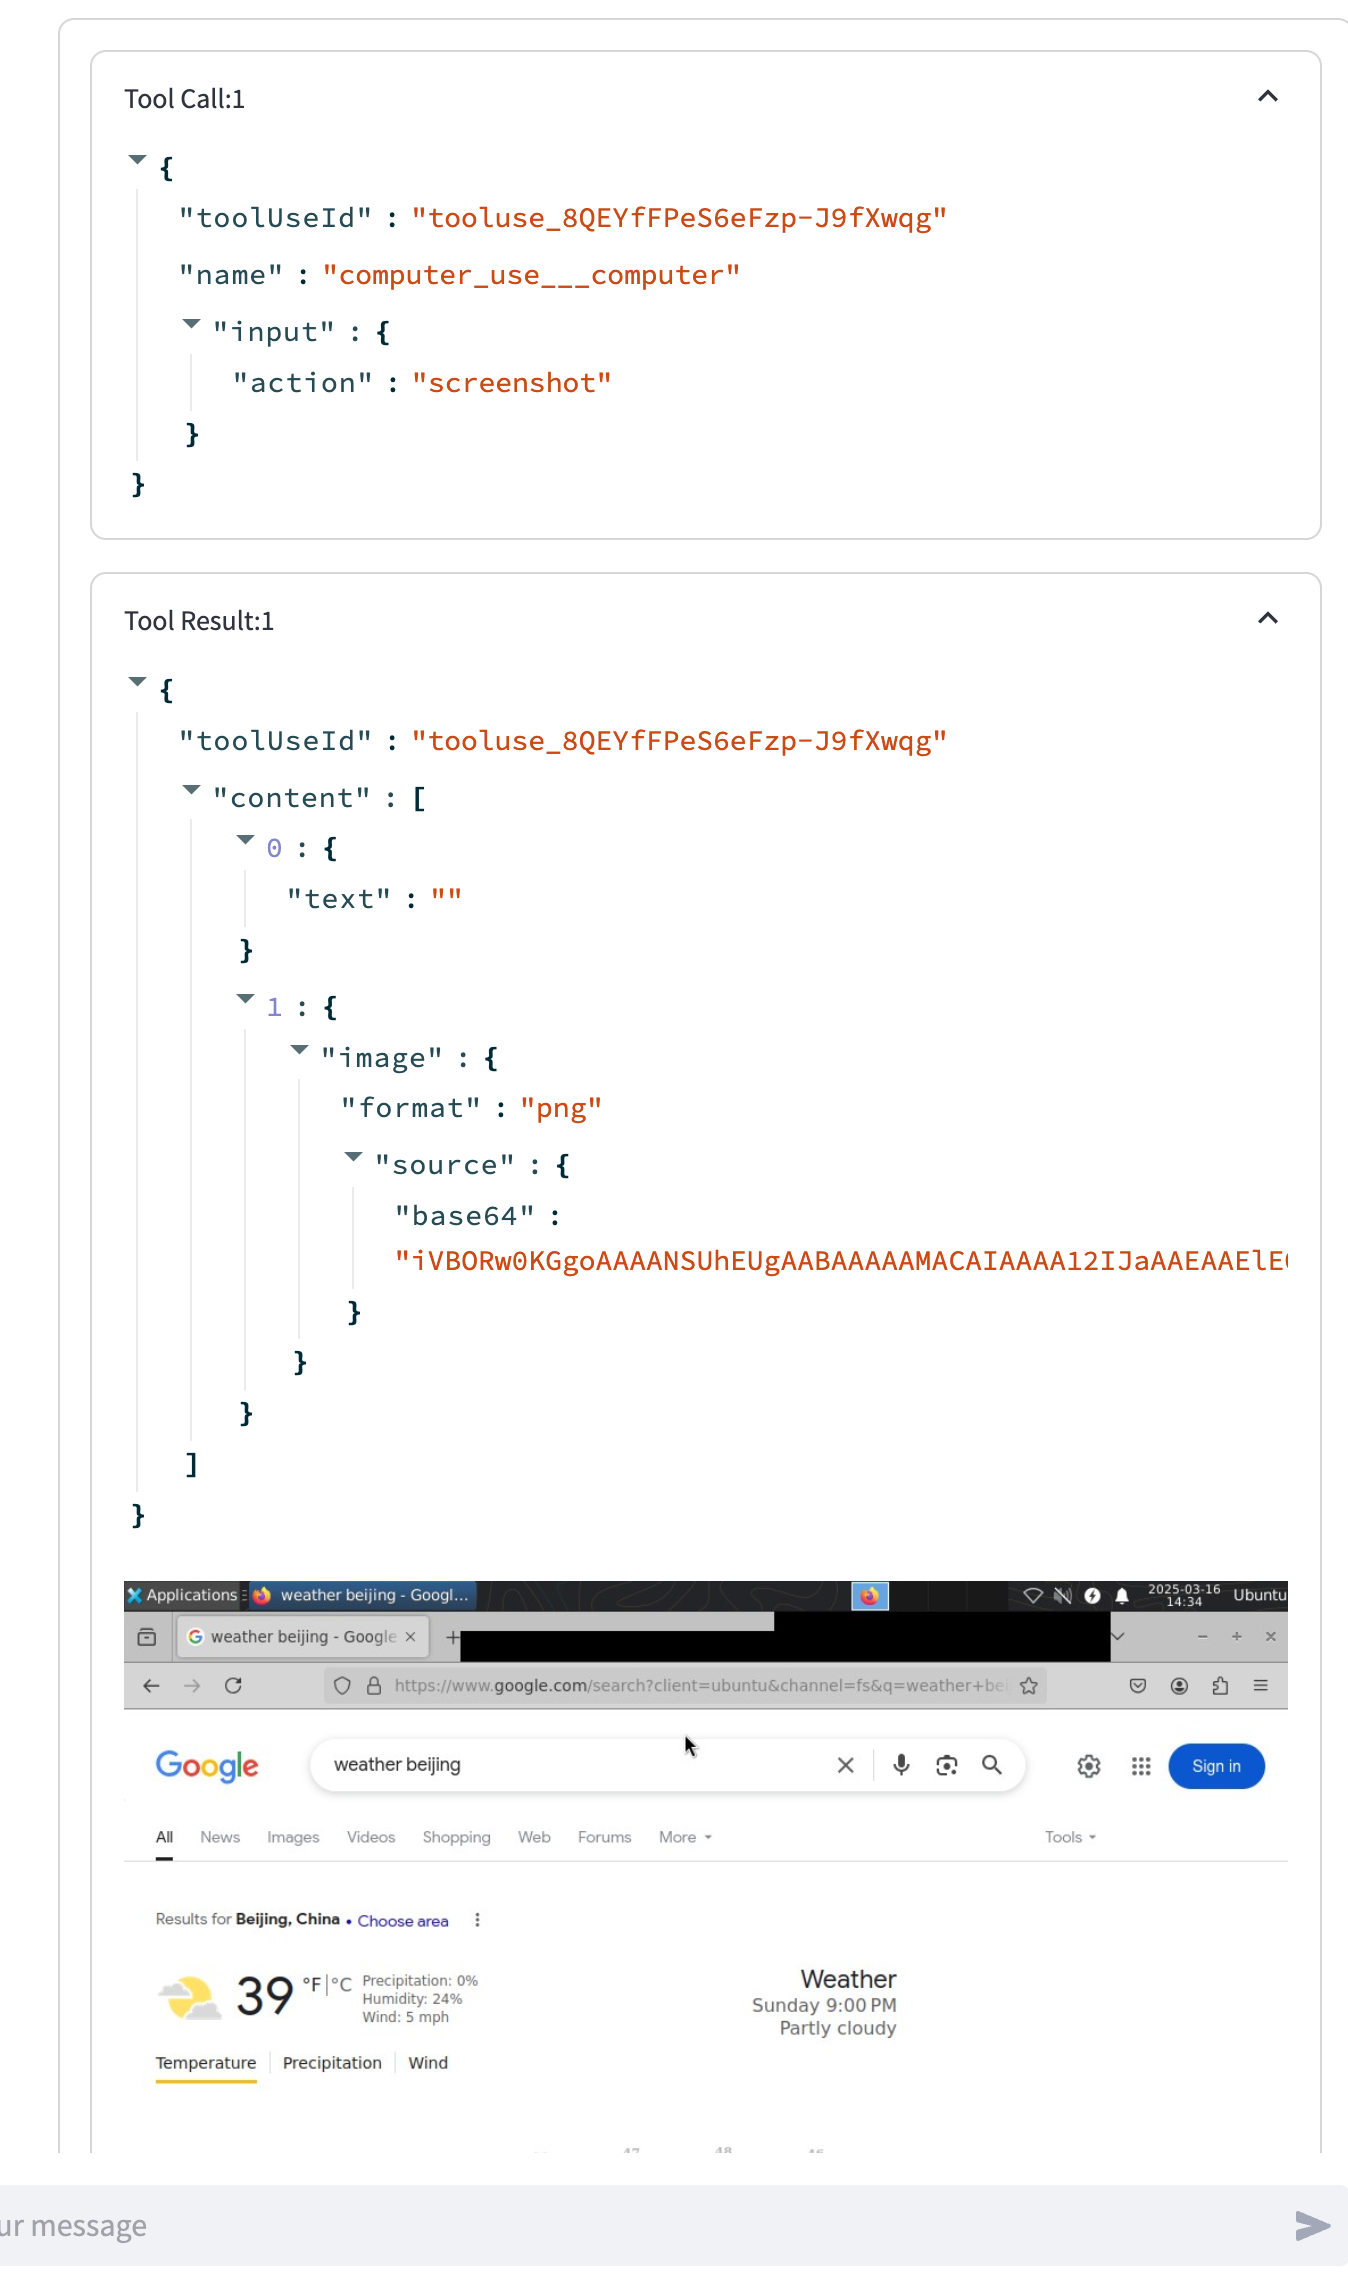 Tool Call:1
{
"toolUseId" : "tooluse_8QEYfFPeS6eFzp-J9fXwqg"
"name" : "computer_use___computer"
"input" : {
"action" : "screenshot"
}
}
Tool Result:1
{
"toolUseId" : "tooluse_8QEYfFPeS6eFzp-J9fXwqg"
"content" : [
0 : {
"text" : ""
}
1 : {
"image" : {
"format" : "png"
"source" : {
"base64" :
"iVBORw0KGgoAAAANSUhEUgAABAAAAAMACAIAAAA12IJaAAEAAElE
}
}
}
]
}
Applications weather beijing - Googl... 2025-03-16 14:34 Ubuntu
weather beijing - Google
https://www.google.com/search?client=ubuntu&channel=fs&q=weather+bei
Google weather beijing Sign in
All News Images Videos Shopping Web Forums More Tools
Results for Beijing, China • Choose area
39 °F|°C
Precipitation: 0%
Humidity: 24%
Wind: 5 mph
Weather
Sunday 9:00 PM
Partly cloudy
Temperature Precipitation Wind
47 48 46
ur message